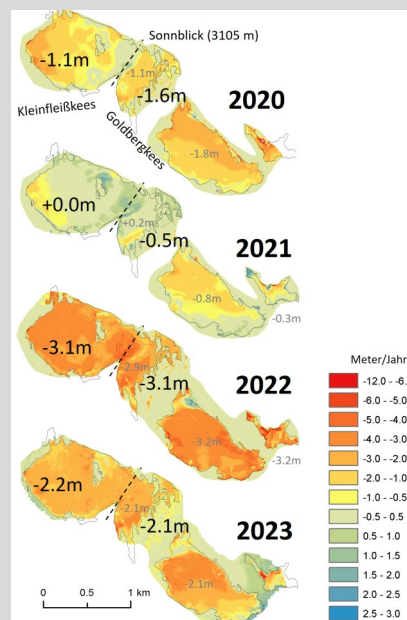 Sonnblick (3105 m)
-1.1m
-1.1m
-1.6m
2020
Kleinfleißkees
Goldbergkees
-1.8m
+0.0m
+0.2m
-0.5m
2021
-0.8m
-0.3m
-3.1m
2022
-2.9m
-3.1m
Meter/Jahr
-12.0 - -6.
-6.0 - -5.0
-5.0 - -4.0
-4.0 - -3.0
-3.0 - -2.0
-2.0 - -1.0
-1.0 - -0.5
-0.5 - 0.5
0.5 - 1.0
1.0 - 1.5
1.5 - 2.0
2.0 - 2.5
2.5 - 3.0
-3.2m
-3.2m
-2.2m
-2.1m
-2.1m
2023
-2.1m
0 0.5 1 km